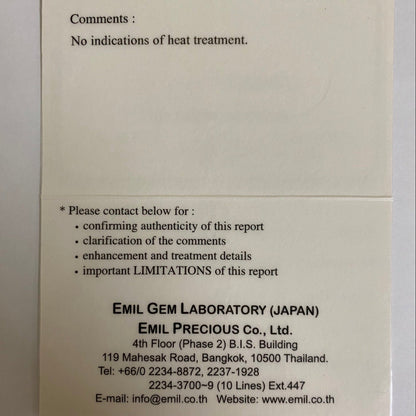 Comments :
No indications of heat treatment.
* Please contact below for :
• confirming authenticity of this report
• clarification of the comments
• enhancement and treatment details
• important LIMITATIONS of this report
EMIL GEM LABORATORY (JAPAN)
EMIL PRECIOUS Co., Ltd.
4th Floor (Phase 2) B.I.S. Building
119 Mahesak Road, Bangkok, 10500 Thailand.
Tel: +66/0 2234-8872, 2237-1928
2234-3700~9 (10 Lines) Ext.447
E-mail: info@emil.co.th Website: www.emil.co.th